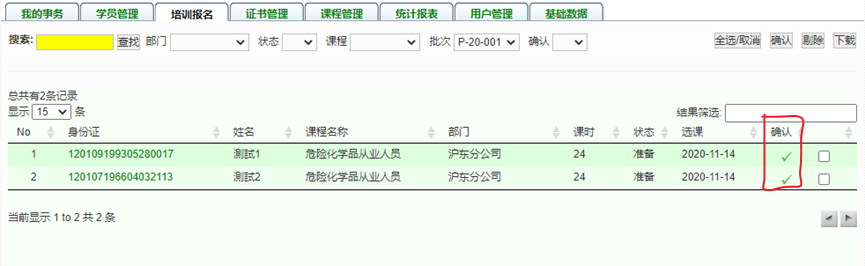 我的事务 学员管理 培训报名 证书管理 课程管理 统计报表 用户管理 基础数据
搜索: 查找 部门 状态 课程 批次 P-20-001 确认 全选/取消 确认 剔除 下载
总共有2条记录
显示 15 条 结果筛选:
No 身份证 姓名 课程名称 部门 课时 状态 选课 确认
1 120109199305280017 测試1 危险化学品从业人员 沪东分公司 24 准备 2020-11-14
2 120107196604032113 测試2 危险化学品从业人员 沪东分公司 24 准备 2020-11-14
当前显示 1 to 2 共 2 条